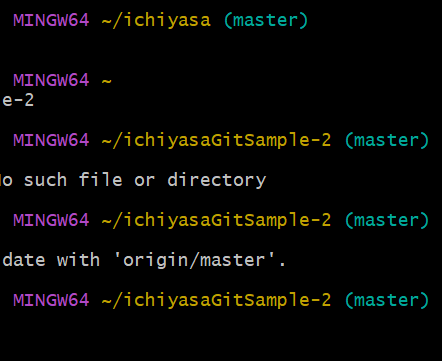 MINGW64 ~/ichiyasa (master)
MINGW64 ~
e-2
MINGW64 ~/ichiyasaGitSample-2 (master)
o such file or directory
MINGW64 ~/ichiyasaGitSample-2 (master)
date with 'origin/master'.
MINGW64 ~/ichiyasaGitSample-2 (master)